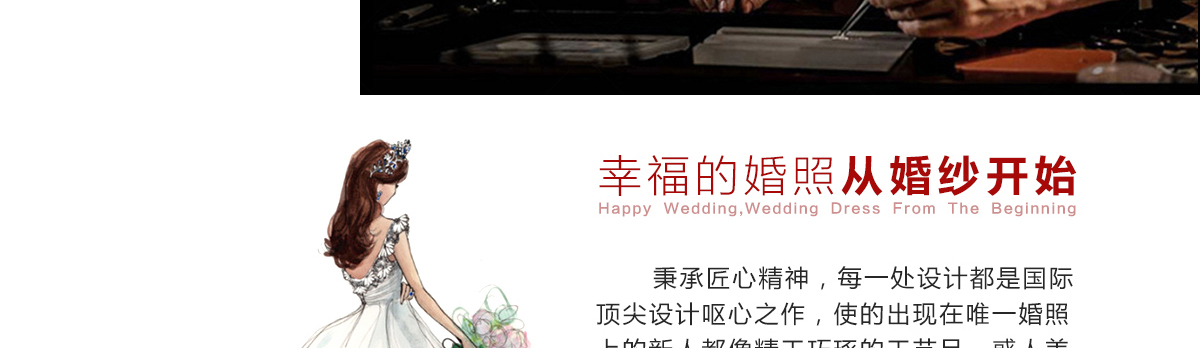 幸福的婚照从婚纱开始
Happy Wedding,Wedding Dress From The Beginning
秉承匠心精神，每一处设计都是国际
顶尖设计呕心之作，使的出现在唯一婚照
上的新人都像精工巧琢的工艺品，惑人美